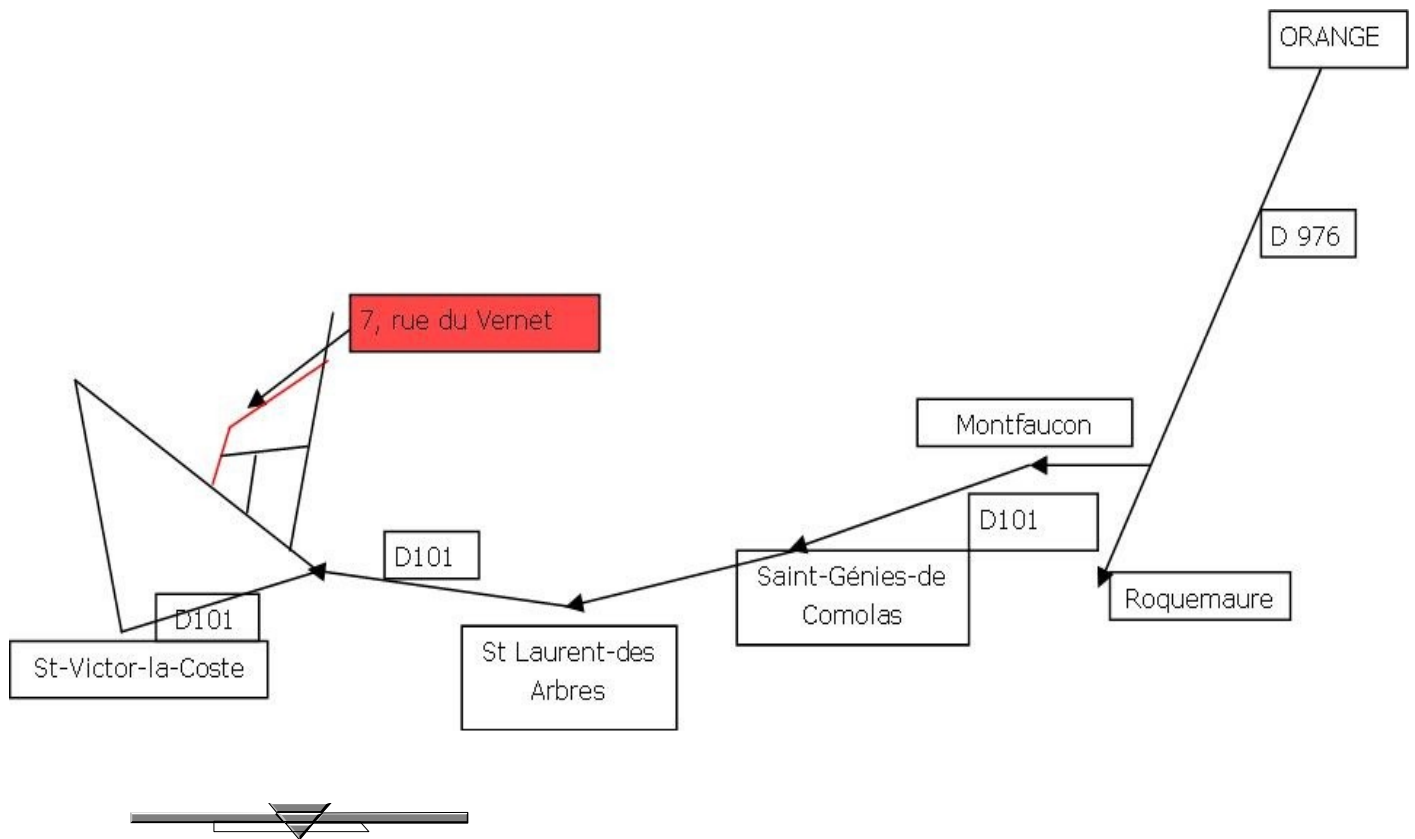 ORANGE
D 976
7, rue du Vernet
Montfaucon
D101
D101
Saint-Génies-de
Comolas
Roquemaure
D101
St-Victor-la-Coste
St Laurent-des
Arbres